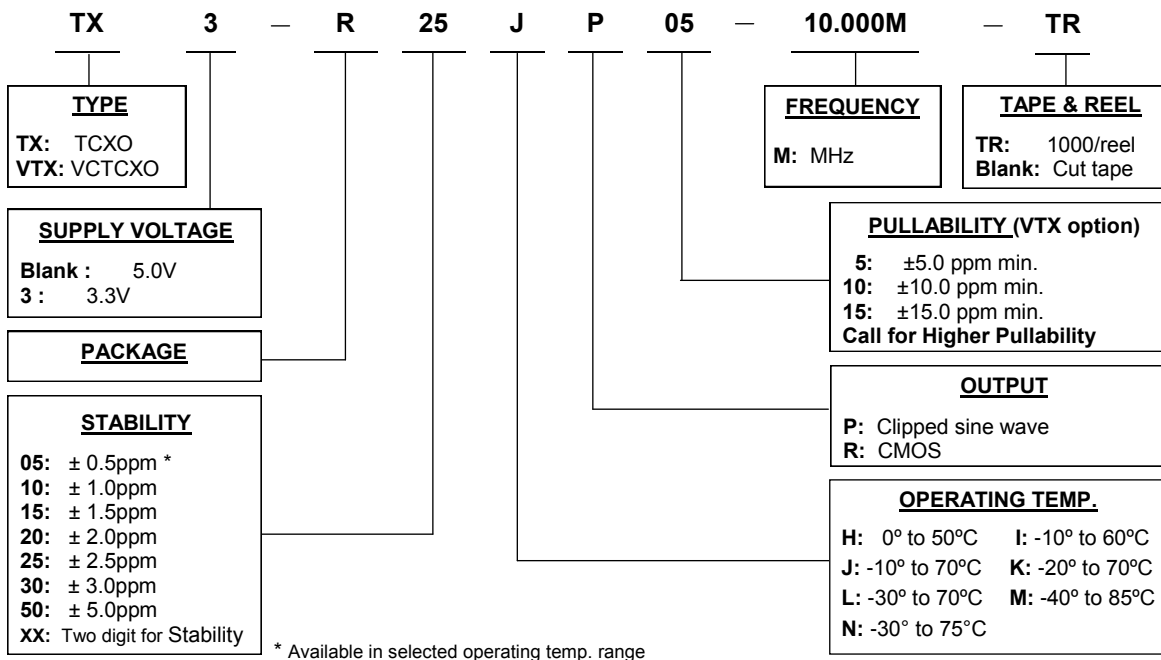 TX 3 — R 25 J P 05 — 10.000M — TR
TYPE
TX: TCXO
VTX: VCTCXO
SUPPLY VOLTAGE
Blank : 5.0V
3 : 3.3V
PACKAGE
STABILITY
05: ± 0.5ppm *
10: ± 1.0ppm
15: ± 1.5ppm
20: ± 2.0ppm
25: ± 2.5ppm
30: ± 3.0ppm
50: ± 5.0ppm
XX: Two digit for Stability
* Available in selected operating temp. range
FREQUENCY
M: MHz
TAPE & REEL
TR: 1000/reel
Blank: Cut tape
PULLABILITY (VTX option)
5: ±5.0 ppm min.
10: ±10.0 ppm min.
15: ±15.0 ppm min.
Call for Higher Pullability
OUTPUT
P: Clipped sine wave
R: CMOS
OPERATING TEMP.
H: 0º to 50ºC I: -10º to 60ºC
J: -10º to 70ºC K: -20º to 70ºC
L: -30º to 70ºC M: -40º to 85ºC
N: -30° to 75°C